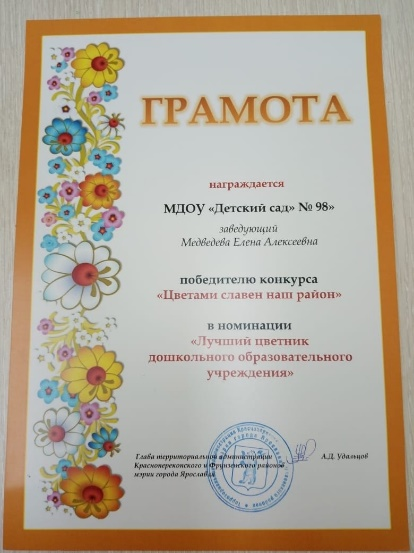 ГРАМОТА
награждается
МДОУ «Детский сад» № 98»
заведующий
Медведева Елена Алексеевна
победителю конкурса
«Цветами славен наш район»
в номинации
«Лучший цветник
дошкольного образовательного
учреждения»
Глава территориальной администрации
Красноперекопского и Фрунзенского районов
мэрии города Ярославля
А.Д. Удальцов